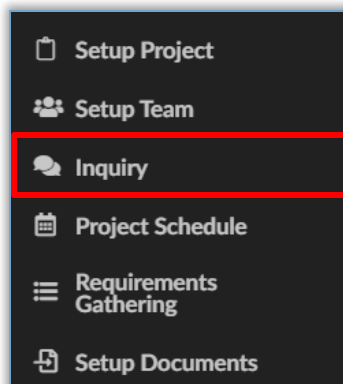 Setup Project
Setup Team
Inquiry
Project Schedule
Requirements
Gathering
Setup Documents